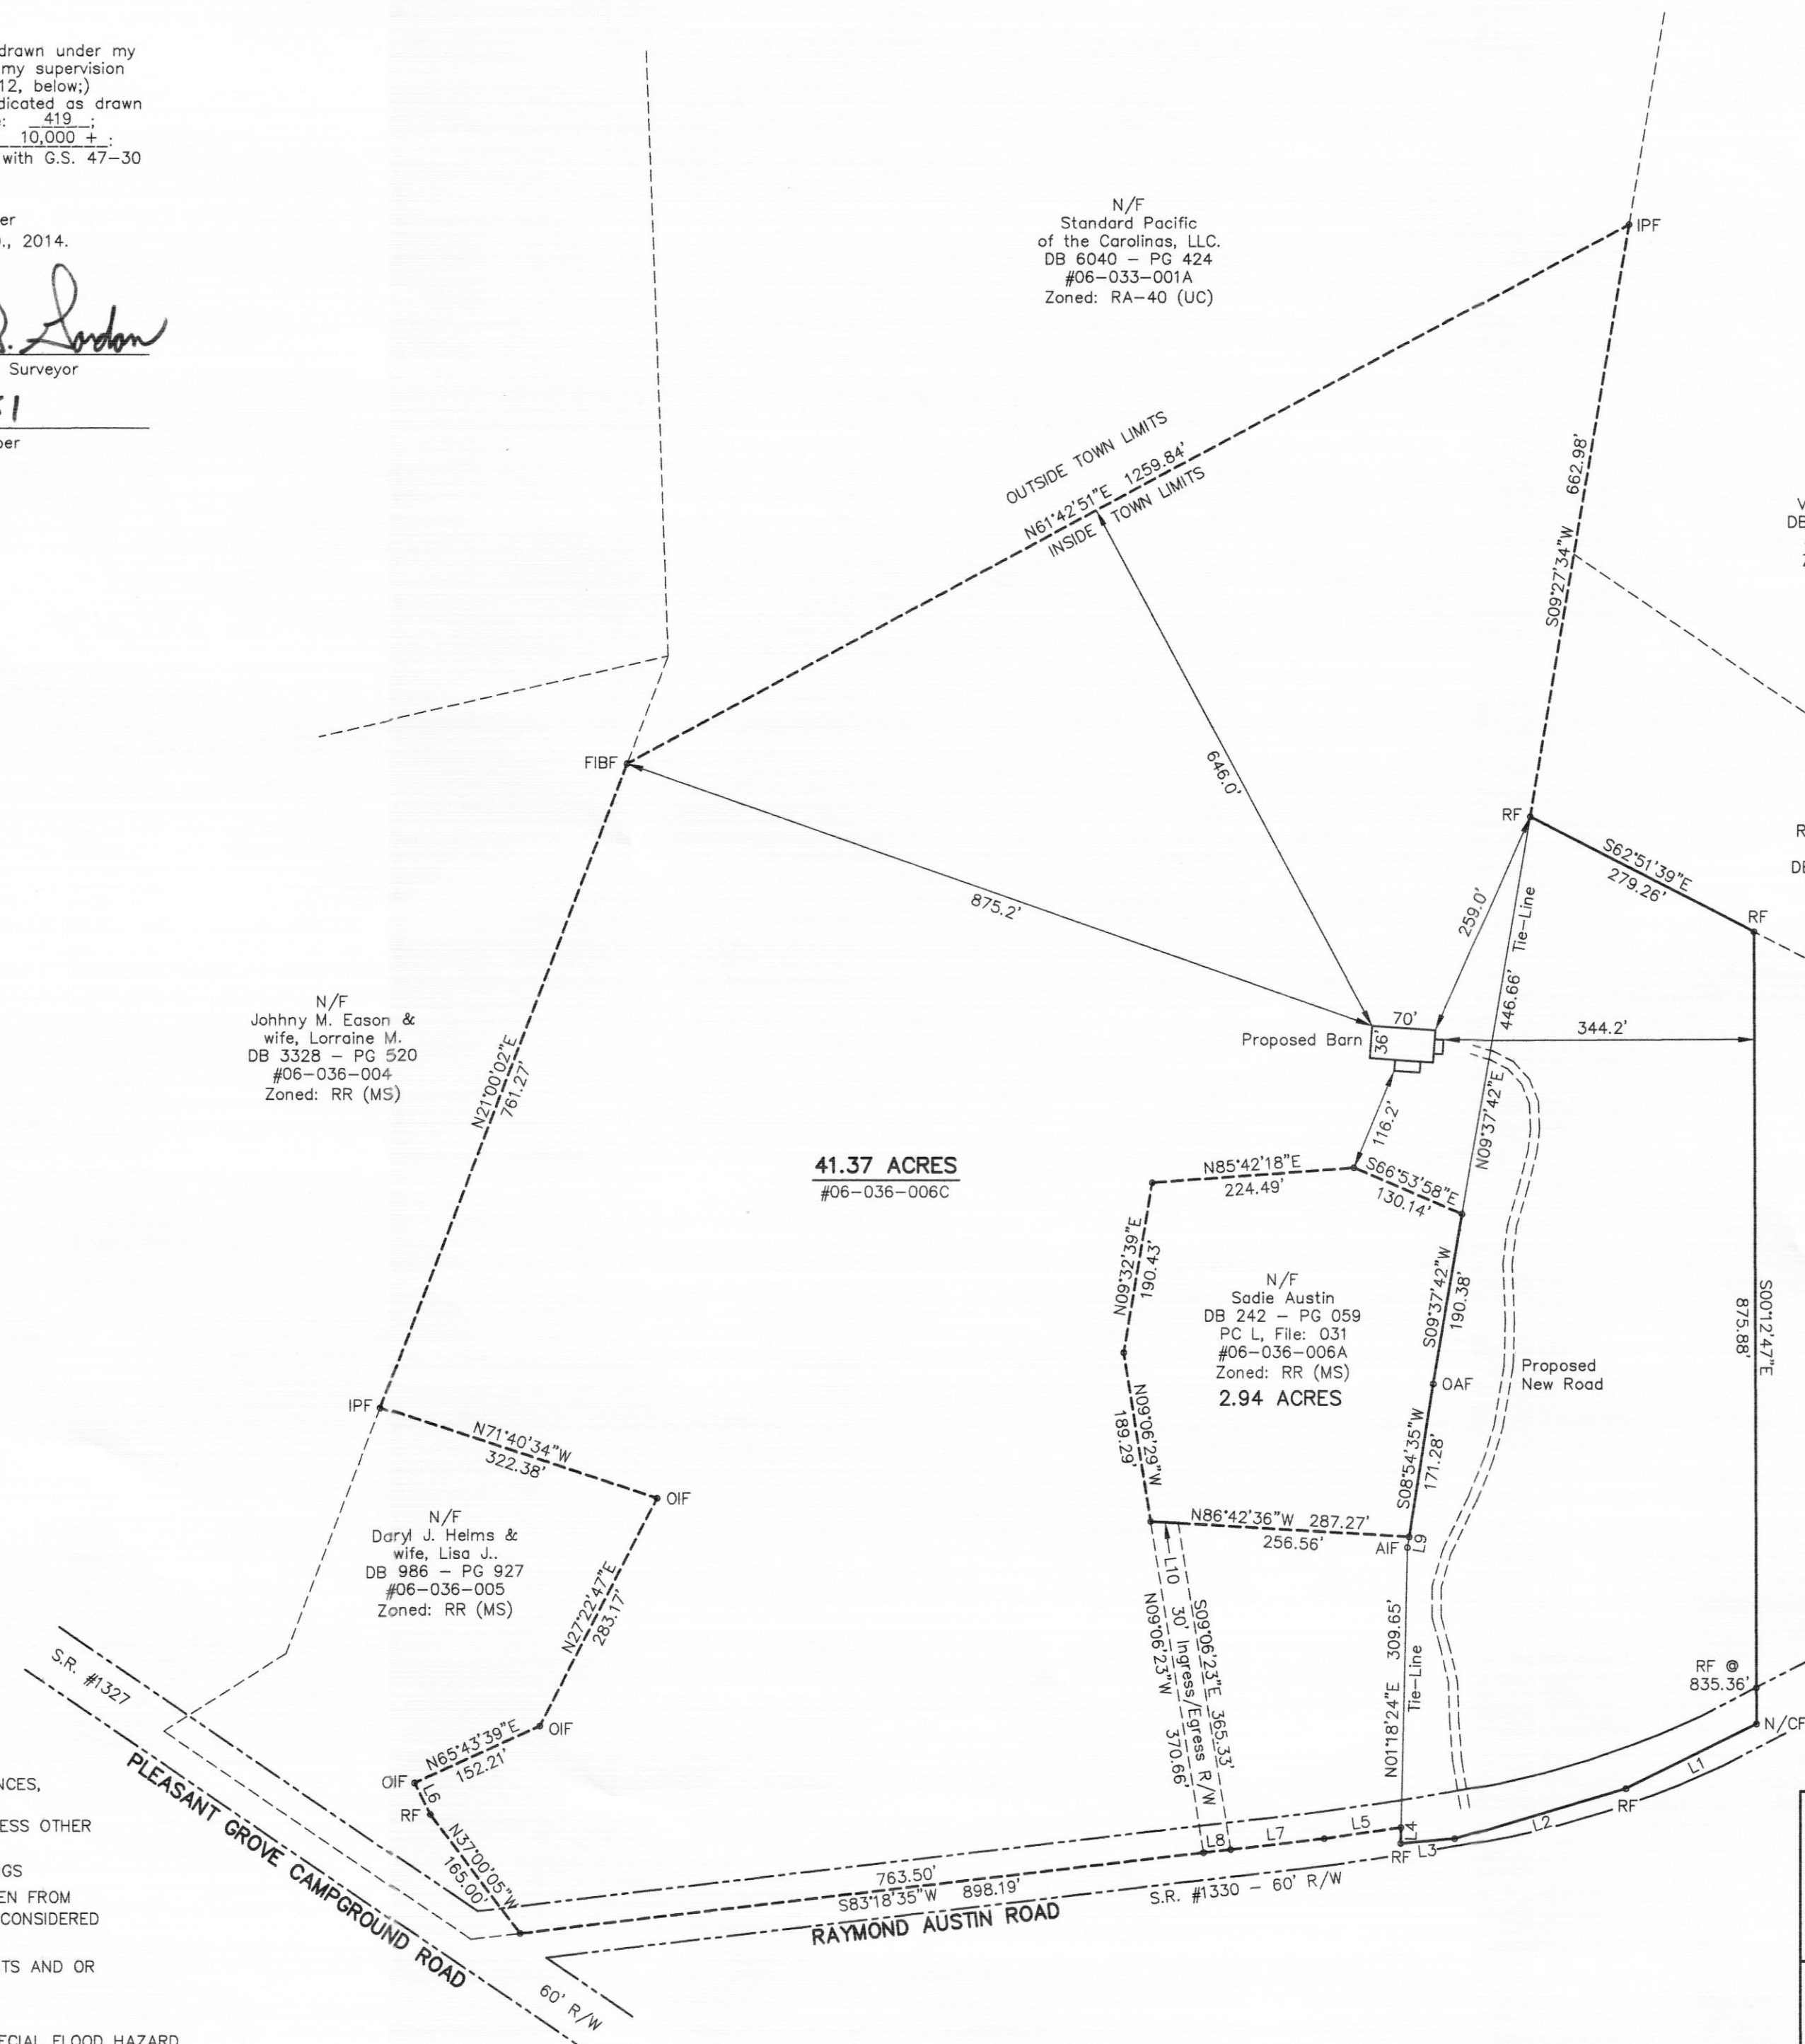 drawn under my
my supervision
12, below;)
dicated as drawn
419 ;
10,000 + :
with G.S. 47-30
er
., 2014.
Surveyor
N/F
Standard Pacific
of the Carolinas, LLC.
DB 6040 - PG 424
#06-033-001A
Zoned: RA-40 (UC)
IPF
OUTSIDE TOWN LIMITS
N61°42'51"E 1259.84'
INSIDE TOWN LIMITS
662.98'
S09°27'34"W
V
DB
FIBF
646.0'
875.2'
RF
S62°51'39"E
279.26'
RF
R
259.0'
Tie-Line
446.66'
N09°37'42"E
344.2'
70'
36'
Proposed Barn
116.2'
N/F
Johhny M. Eason &
wife, Lorraine M.
DB 3328 - PG 520
#06-036-004
Zoned: RR (MS)
N21°00'02"E
761.27'
41.37 ACRES
#06-036-006C
N85°42'18"E
224.49'
S66°53'58"E
130.14'
N09°32'39"E
190.43'
N/F
Sadie Austin
DB 242 - PG 059
PC L, File: 031
#06-036-006A
Zoned: RR (MS)
2.94 ACRES
S09°37'42"W
190.38'
OAF
Proposed
New Road
S00°12'47"E
875.88'
N09°06'29"W
189.29'
S08°54'35"W
171.28'
N86°42'36"W 287.27'
256.56'
AIF
L9
L10
IPF
N71°40'34"W
322.38'
OIF
N/F
Daryl J. Helms &
wife, Lisa J..
DB 986 - PG 927
#06-036-005
Zoned: RR (MS)
N27°22'47"E
283.17'
S09°06'23"E 365.33'
30' Ingress/Egress R/W
N09°06'23"W 370.66'
N01°18'24"E 309.65'
Tie-Line
RF @
835.36'
N/CF
S.R. #1327
OIF
N65°43'39"E
152.21'
OIF
L6
RF
N37°00'05"W
165.00'
L1
RF
L2
L3
L4
RF
L5
L7
L8
763.50'
S83°18'35"W 898.19'
S.R. #1330 - 60' R/W
RAYMOND AUSTIN ROAD
PLEASANT GROVE CAMPGROUND ROAD
60' R/W
NCES,
ESS OTHER
GS
EN FROM
CONSIDERED
TS AND OR
ECIAL FLOOD HAZARD